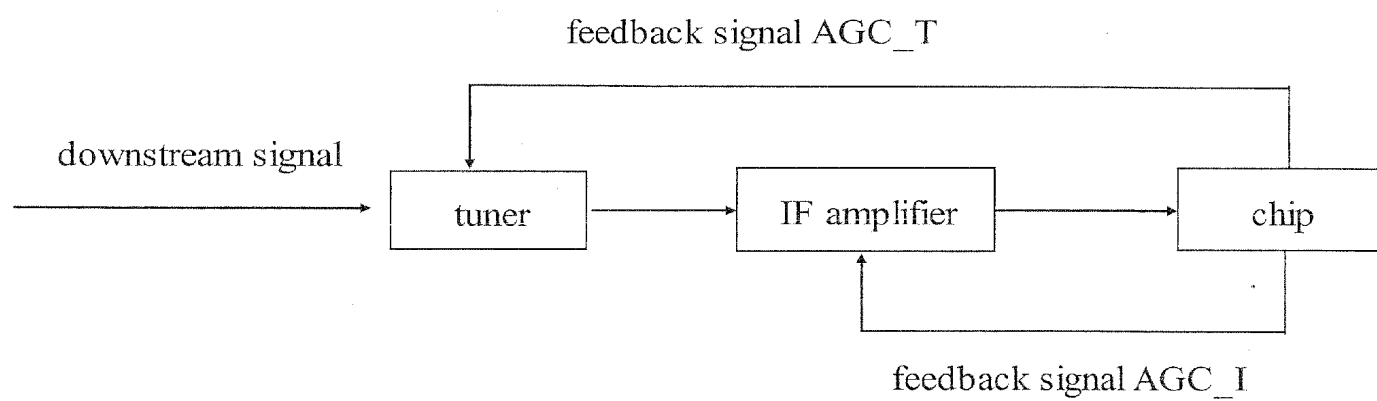 feedback signal AGC_T
downstream signal
tuner
IF amplifier
chip
feedback signal AGC_I